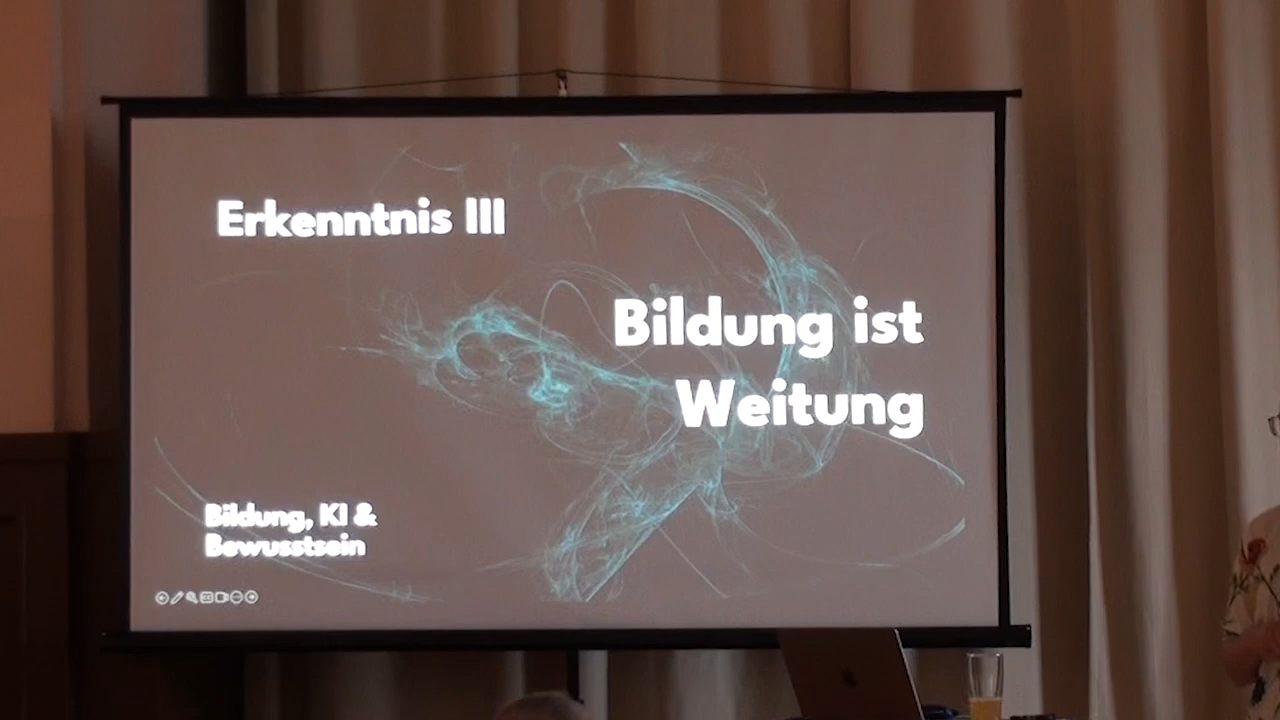 Erkenntnis III
Bildung ist
Weitung
Bildung, KI &
Bewusstsein